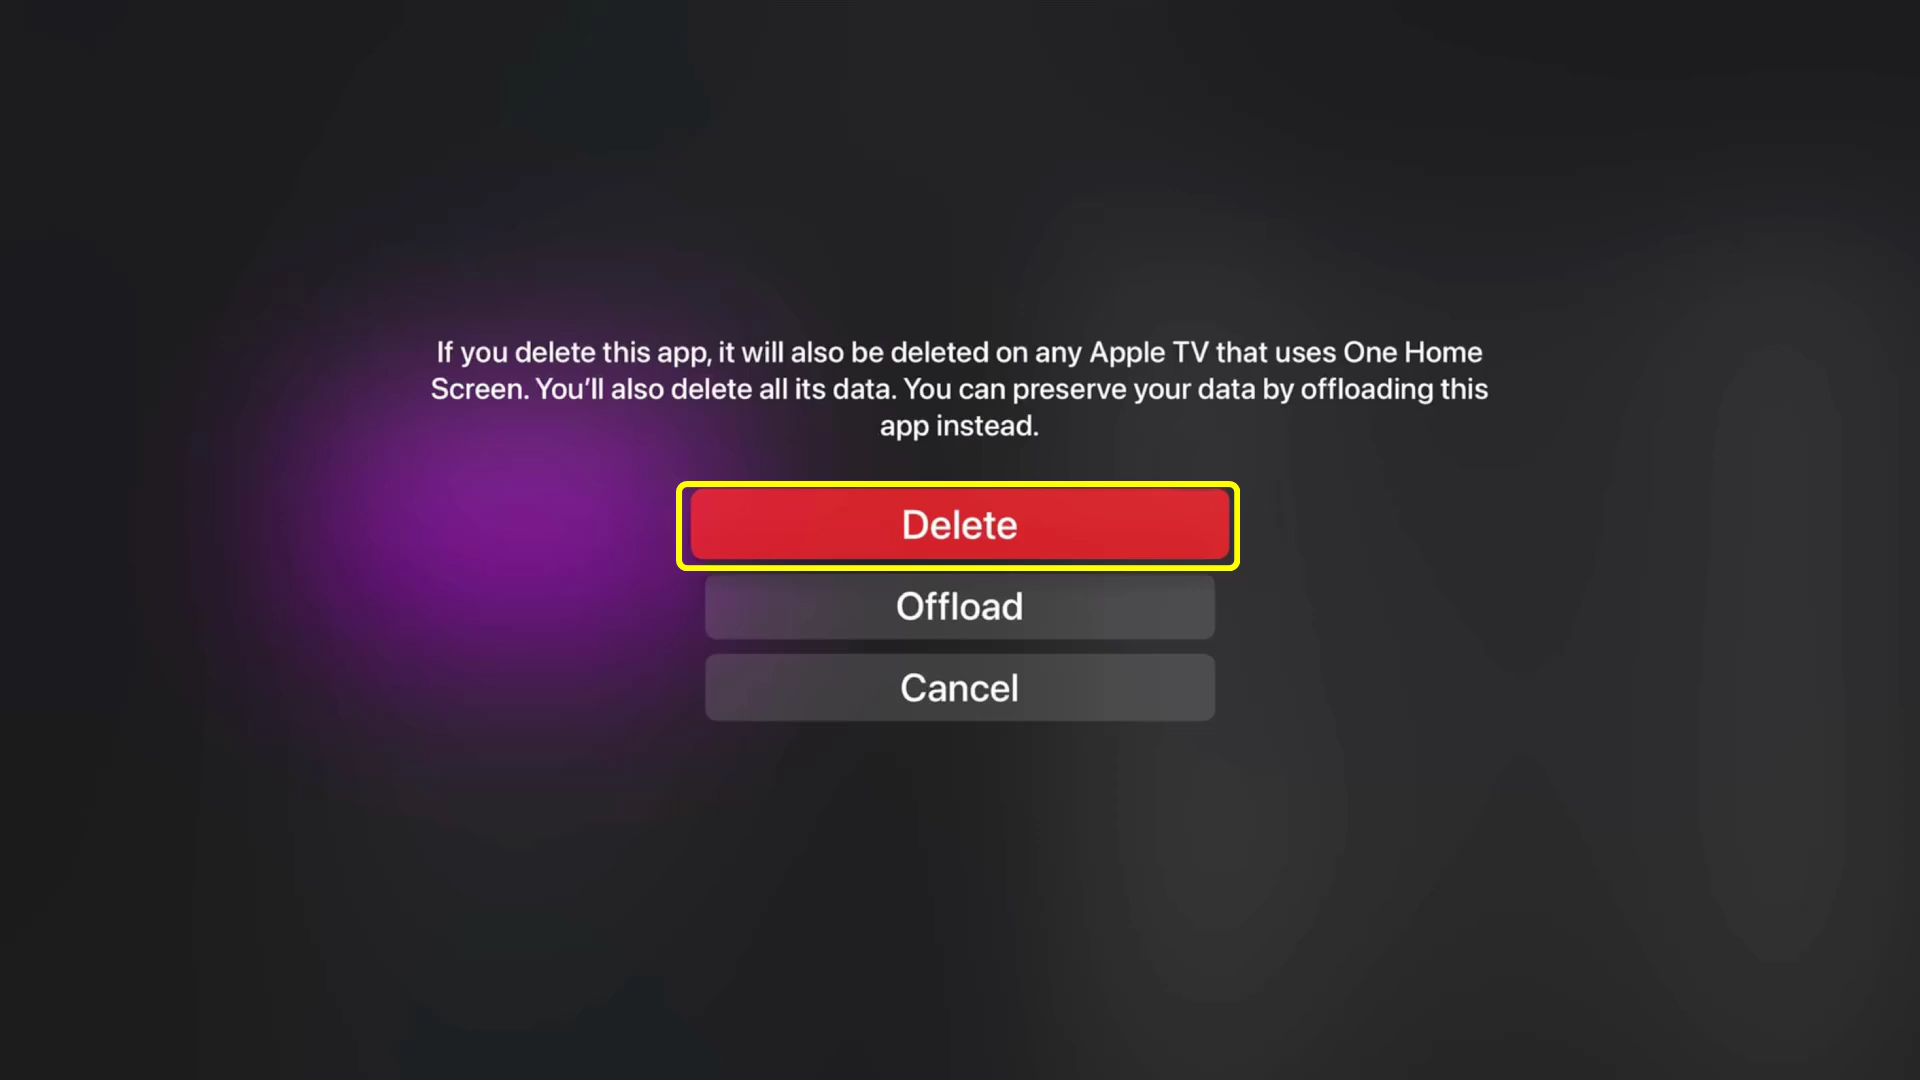 If you delete this app, it will also be deleted on any Apple TV that uses One Home
Screen. You’ll also delete all its data. You can preserve your data by offloading this
app instead.
Delete
Offload
Cancel